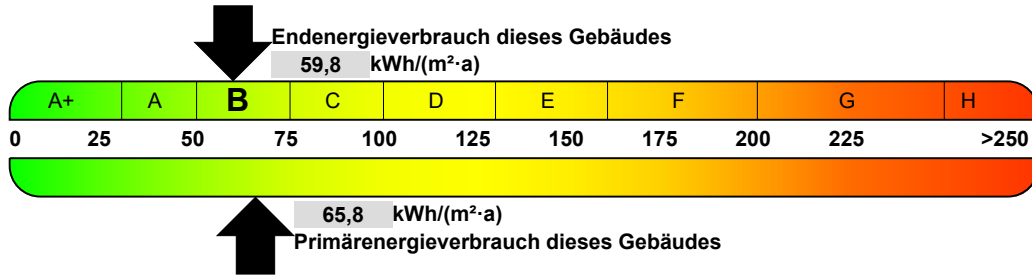 Endenergieverbrauch dieses Gebäudes
59,8 kWh/(m²·a)
A+ A B C D E F G H
0 25 50 75 100 125 150 175 200 225 >250
65,8 kWh/(m²·a)
Primärenergieverbrauch dieses Gebäudes